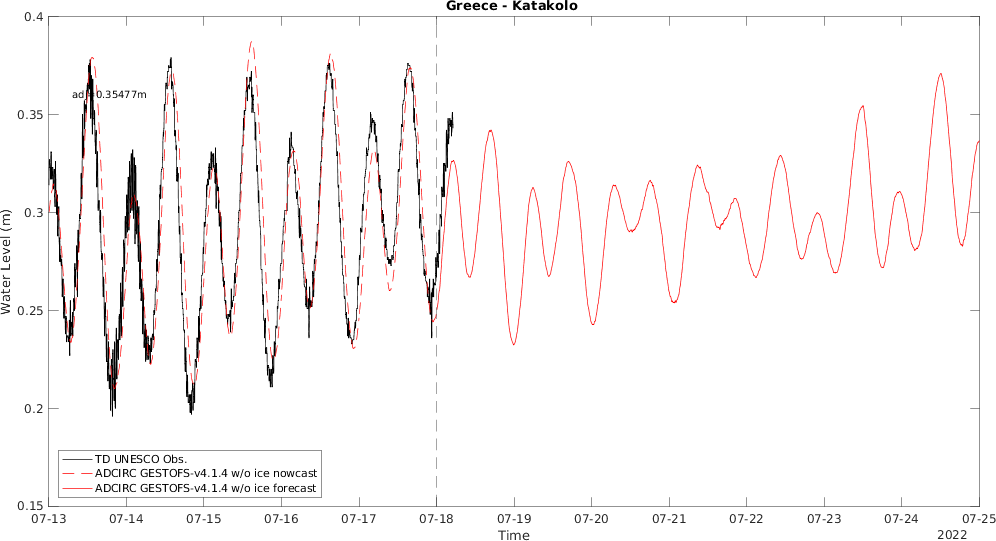 Greece - Katakolo
0.4
0.35
0.3
0.25
0.2
0.15
Water Level (m)
ad =0.35477m
TD UNESCO Obs.
ADCIRC GESTOFS-v4.1.4 w/o ice nowcast
ADCIRC GESTOFS-v4.1.4 w/o ice forecast
07-13 07-14 07-15 07-16 07-17 07-18 07-19 07-20 07-21 07-22 07-23 07-24 07-25
Time
2022